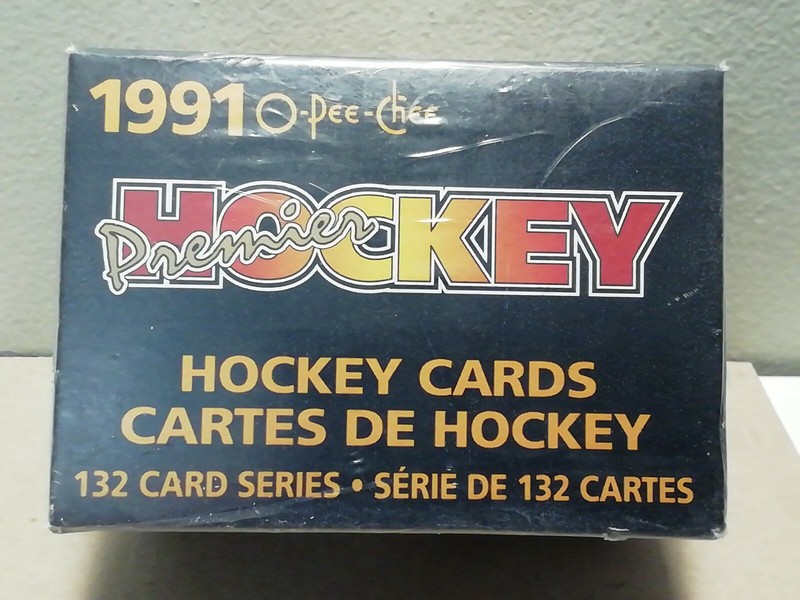 1991 O-Pee-Chee
Premier HOCKEY
HOCKEY CARDS
CARTES DE HOCKEY
132 CARD SERIES • SÉRIE DE 132 CARTES